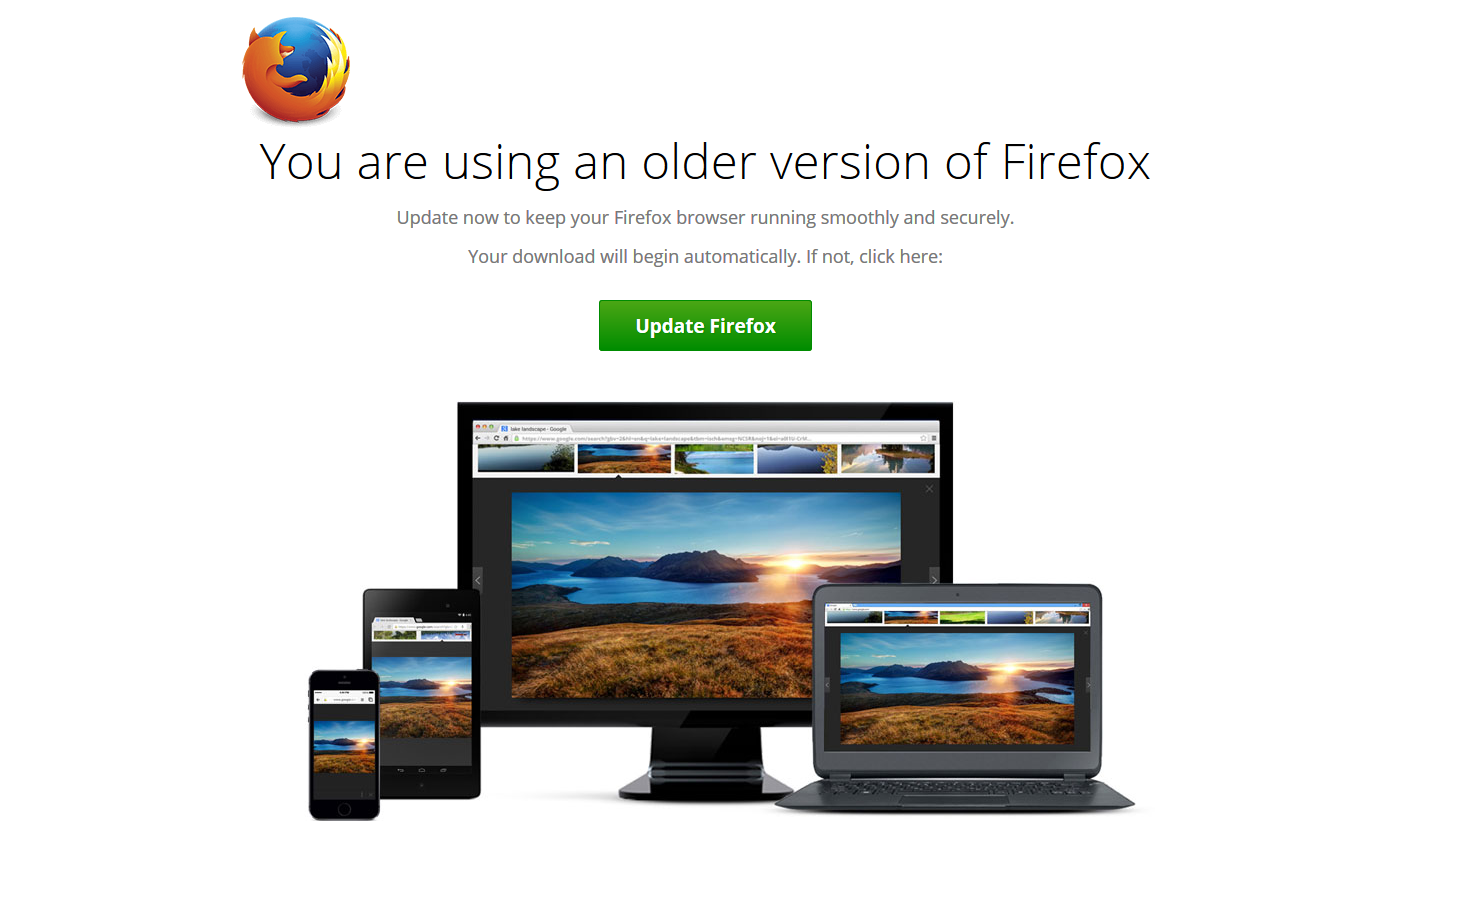 You are using an older version of Firefox
Update now to keep your Firefox browser running smoothly and securely.
Your download will begin automatically. If not, click here:
Update Firefox
lake landscape - Google